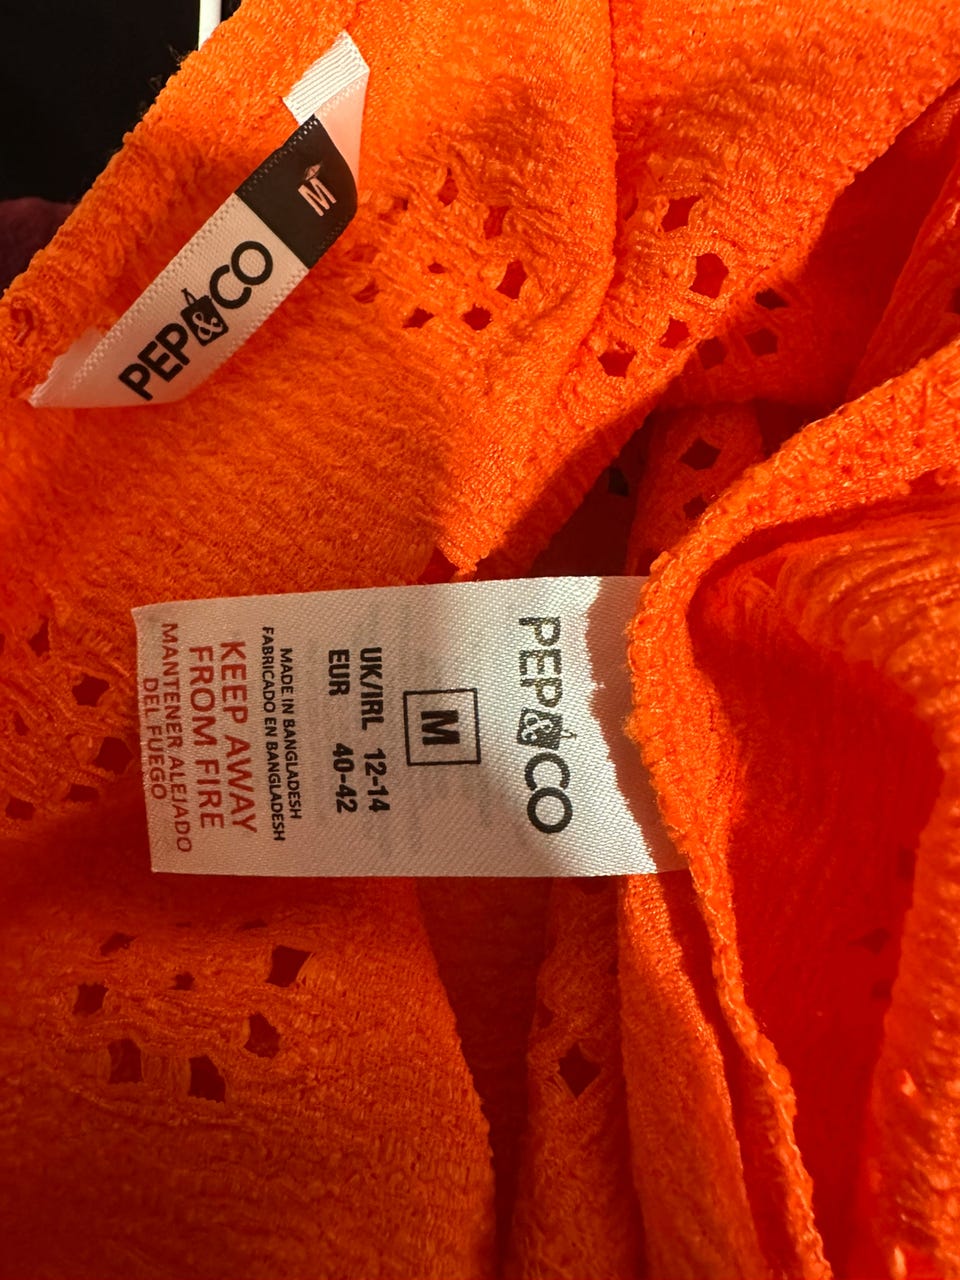 M
PEP&CO
PEP&CO
M
UK/IRL 12-14
EUR 40-42
MADE IN BANGLADESH
FABRICADO EN BANGLADESH
KEEP AWAY
FROM FIRE
MANTENER ALEJADO
DEL FUEGO